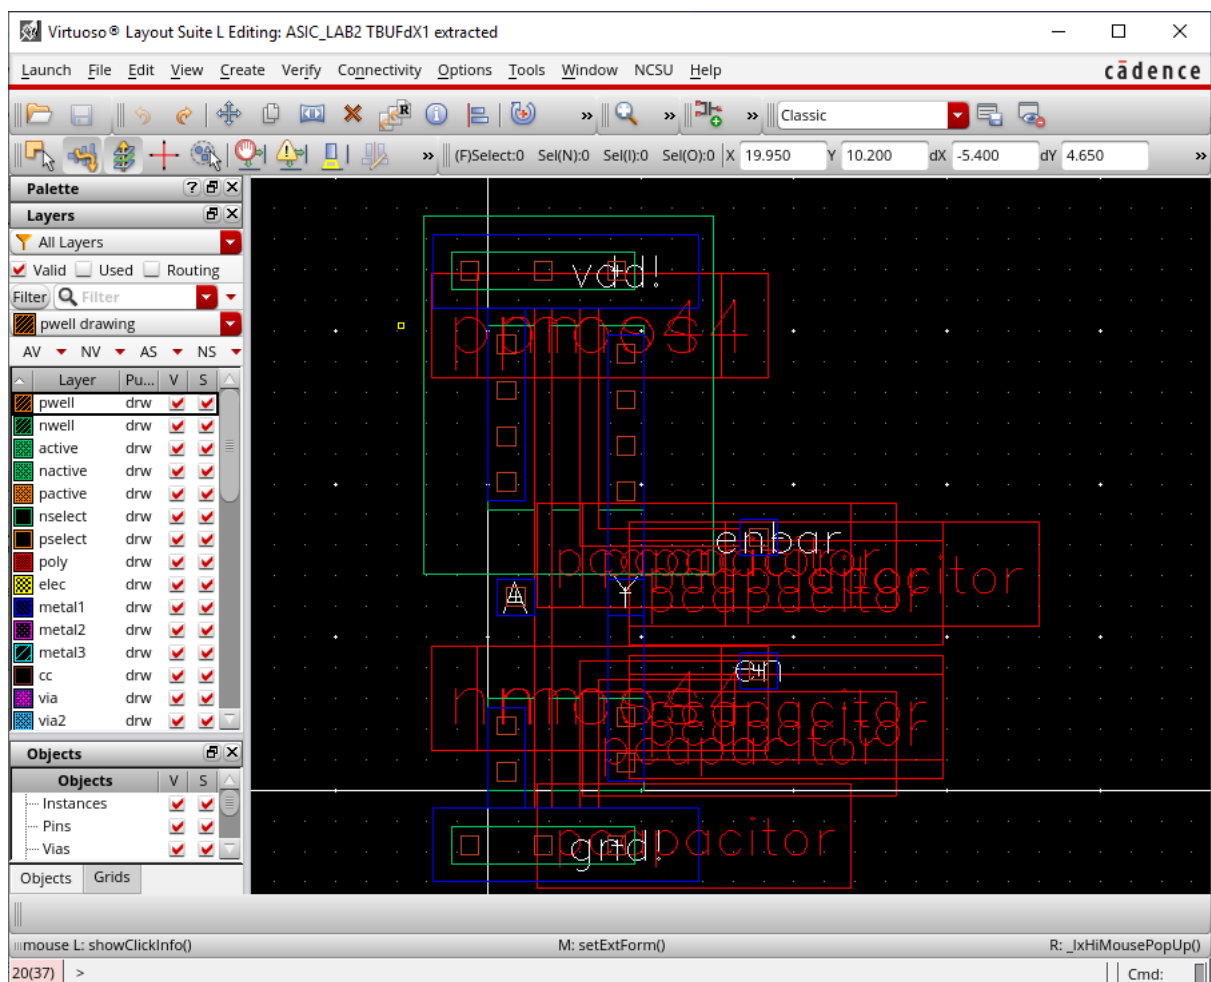 Virtuoso® Layout Suite L Editing: ASIC_LAB2 TBUFdX1 extracted
Launch File Edit View Create Verify Connectivity Options Tools Window NCSU Help
cādence
R
» » » Classic
» (F)Select:0 Sel(N):0 Sel(I):0 Sel(O):0 X 19.950 Y 10.200 dX -5.400 dY 4.650 »
Palette
Layers
All Layers
Valid Used Routing
Filter Filter
pwell drawing
AV NV AS NS
Layer Pu... V S
pwell drw
nwell drw
active drw
nactive drw
pactive drw
nselect drw
pselect drw
poly drw
elec drw
metal1 drw
metal2 drw
metal3 drw
cc drw
via drw
via2 drw
Objects
Objects V S
Instances
Pins
Vias
Objects Grids
vdd!
enbar
A
Y
en
gnd!
mouse L: showClickInfo() M: setExtForm() R: _lxHiMousePopUp()
20(37) > Cmd: